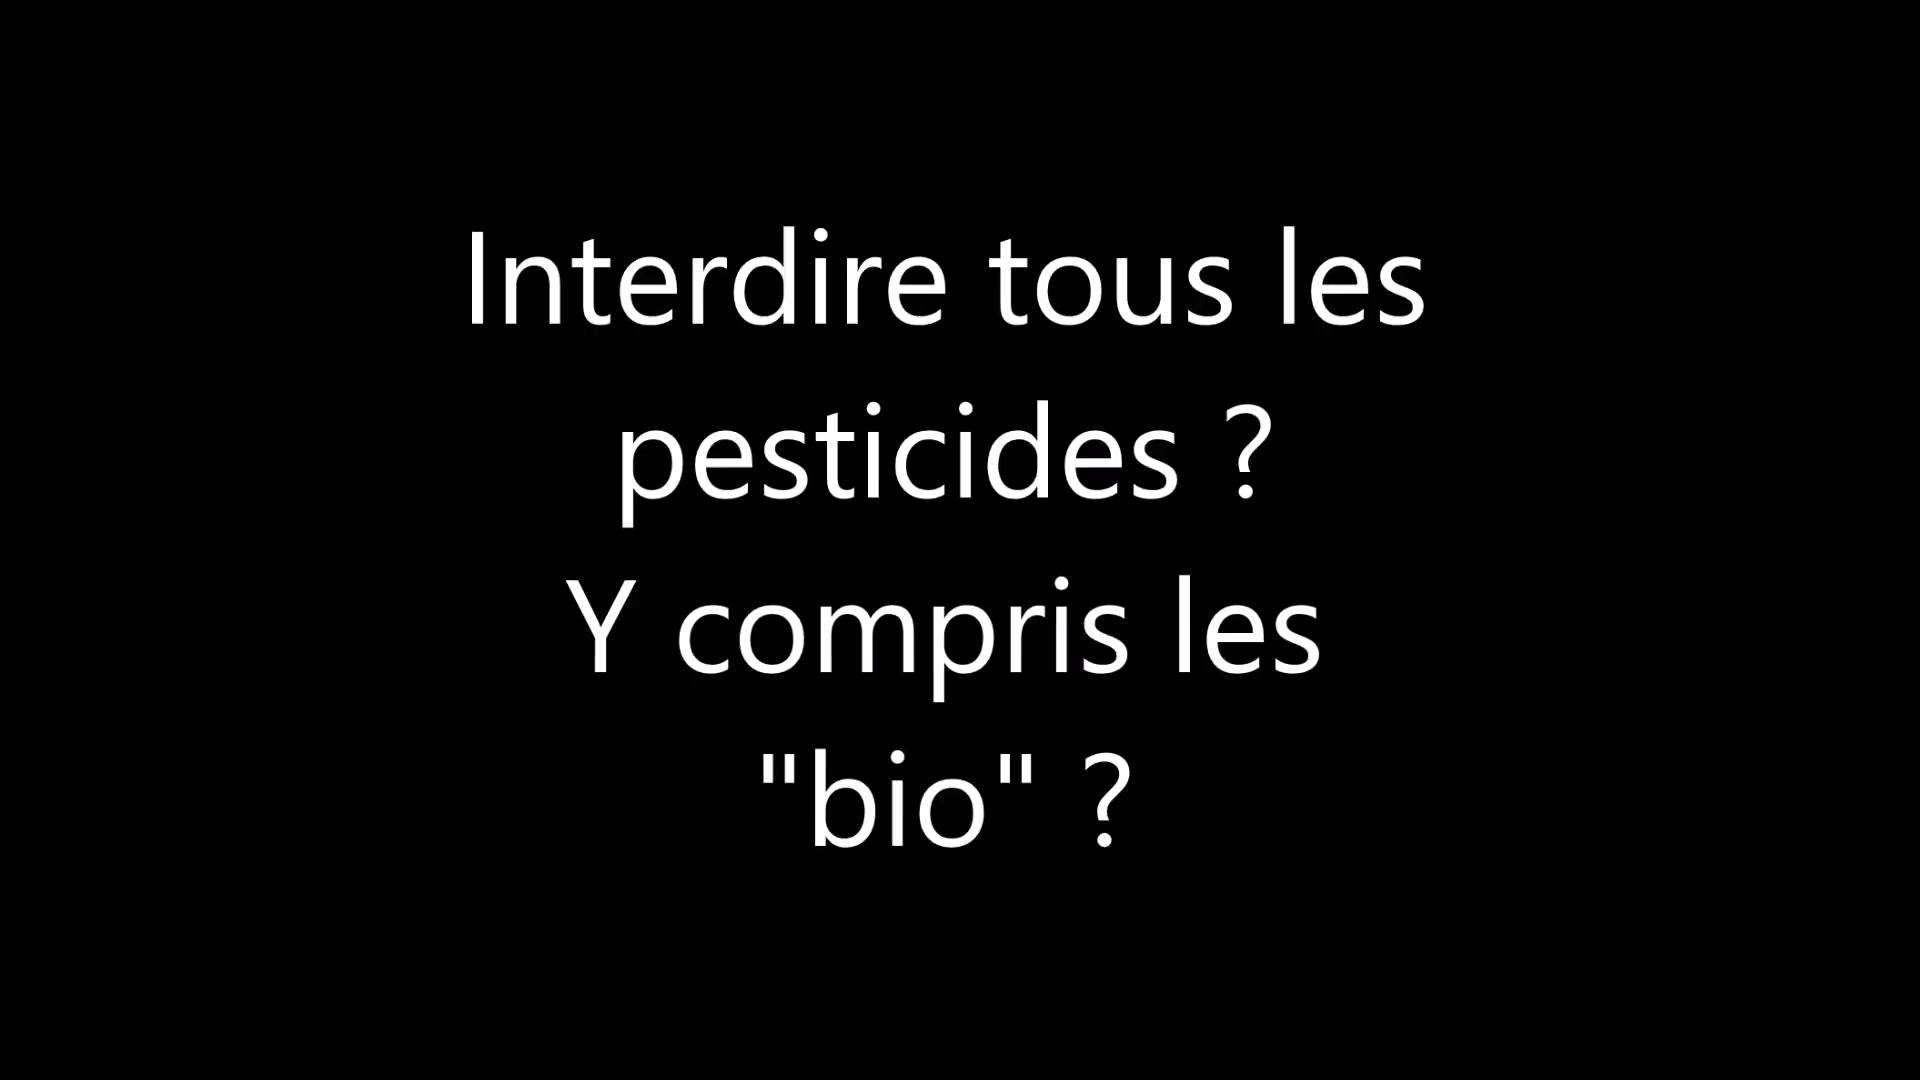 Interdire tous les
pesticides ?
Y compris les
"bio" ?